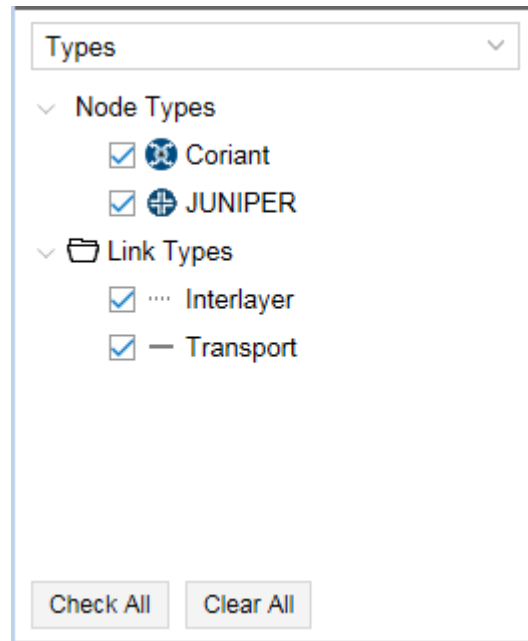 Types
Node Types
Coriant
JUNIPER
Link Types
Interlayer
Transport
Check All Clear All